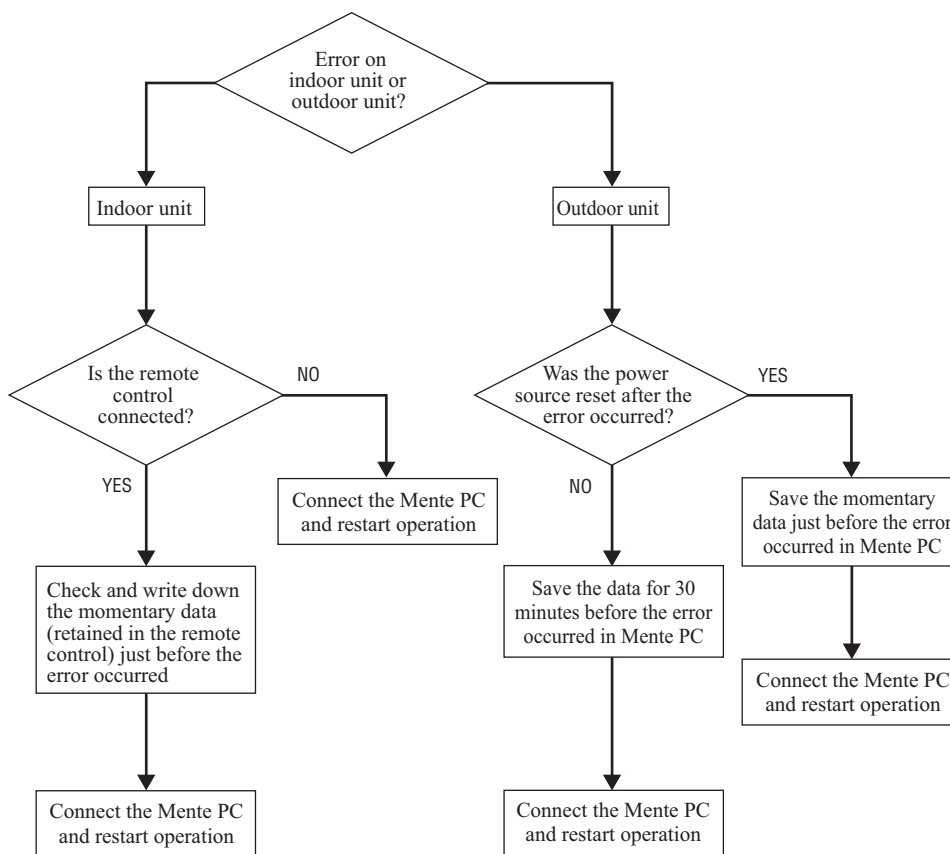 Error on
indoor unit or
outdoor unit?
Indoor unit
Outdoor unit
Is the remote
control
connected?
NO
YES
Was the power
source reset after the
error occurred?
YES
NO
Connect the Mente PC
and restart operation
Save the momentary
data just before the error
occurred in Mente PC
Check and write down
the momentary data
(retained in the remote
control) just before the
error occurred
Save the data for 30
minutes before the error
occurred in Mente PC
Connect the Mente PC
and restart operation
Connect the Mente PC
and restart operation
Connect the Mente PC
and restart operation